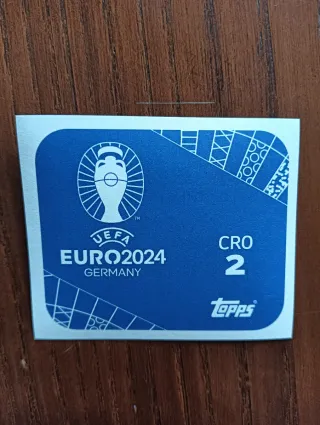 UEFA
EURO2024
GERMANY
CRO
2
Topps